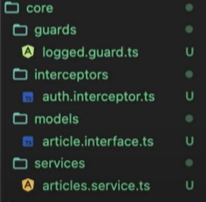 core
guards
logged.guard.ts U
interceptors
auth.interceptor.ts U
models
article.interface.ts U
services
articles.service.ts U